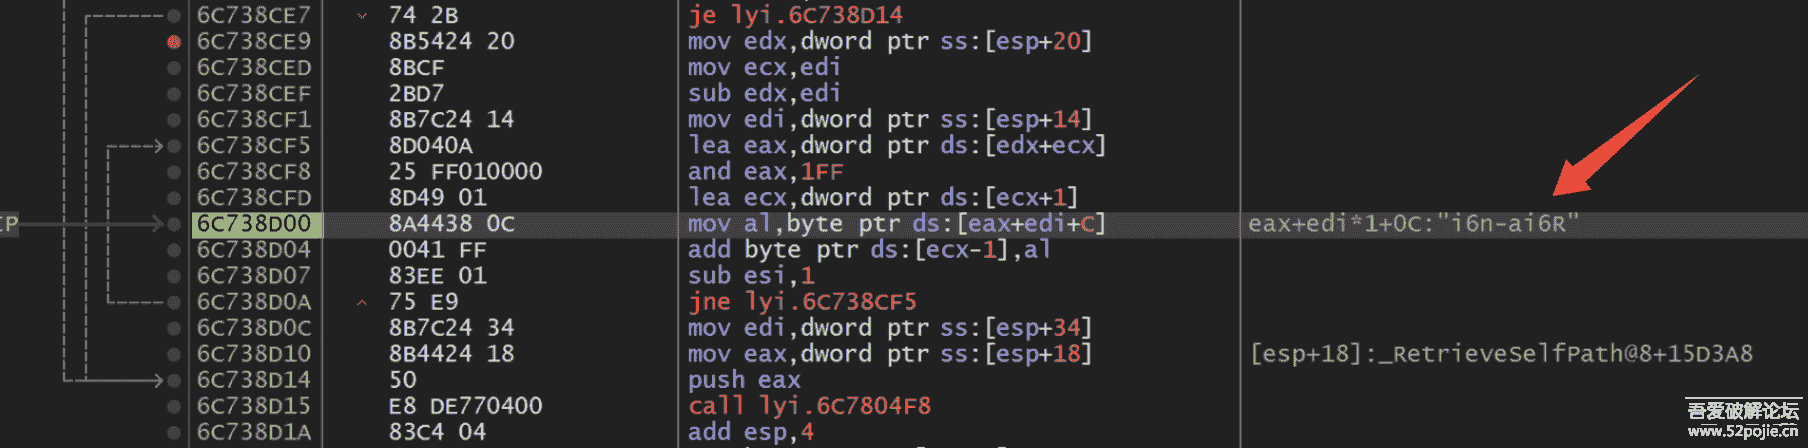 6C738CE7 74 2B je lyi.6C738D14
6C738CE9 8B5424 20 mov edx,dword ptr ss:[esp+20]
6C738CED 8BCF mov ecx,edi
6C738CEF 2BD7 sub edx,edi
6C738CF1 8B7C24 14 mov edi,dword ptr ss:[esp+14]
6C738CF5 8D040A lea eax,dword ptr ds:[edx+ecx]
6C738CF8 25 FF010000 and eax,1FF
6C738CFD 8D49 01 lea ecx,dword ptr ds:[ecx+1]
IP 6C738D00 8A4438 0C mov al,byte ptr ds:[eax+edi+C] eax+edi*1+0C:"i6n-ai6R"
6C738D04 0041 FF add byte ptr ds:[ecx-1],al
6C738D07 83EE 01 sub esi,1
6C738D0A 75 E9 jne lyi.6C738CF5
6C738D0C 8B7C24 34 mov edi,dword ptr ss:[esp+34]
6C738D10 8B4424 18 mov eax,dword ptr ss:[esp+18] [esp+18]:_RetrieveSelfPath@8+15D3A8
6C738D14 50 push eax
6C738D15 E8 DE770400 call lyi.6C7804F8
6C738D1A 83C4 04 add esp,4
吾爱破解论坛
www.52pojie.cn